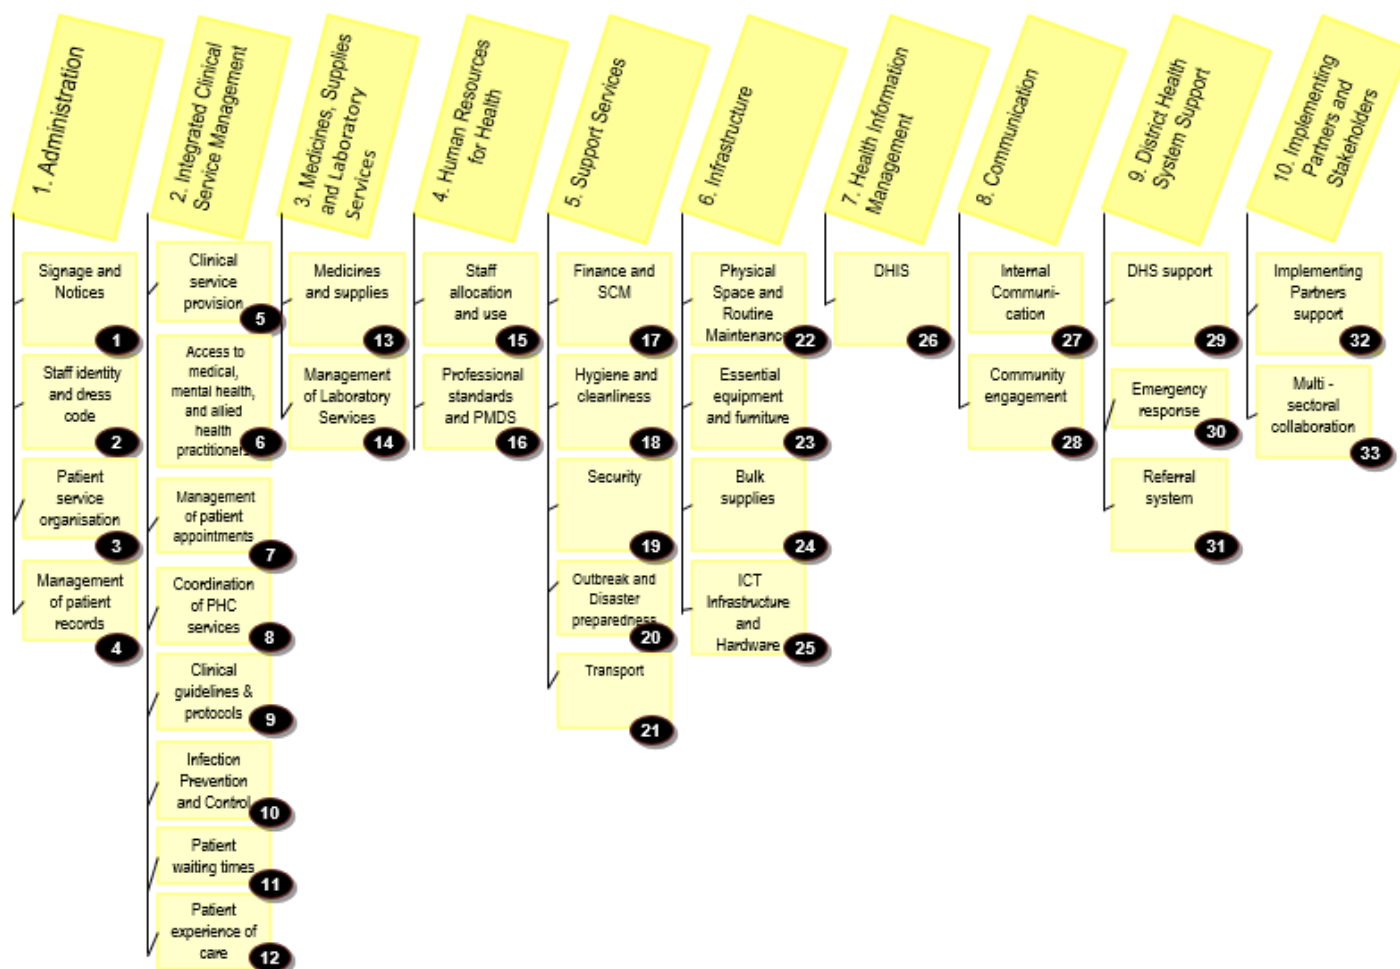 1. Administration
2. Integrated Clinical
Service Management
3. Medicines, Supplies
and Laboratory
Services
4. Human Resources
for Health
5. Support Services
6. Infrastructure
7. Health Information
Management
8. Communication
9. District Health
System Support
10. Implementing
Partners and
Stakeholders
Signage and
Notices
1
Staff identity
and dress
code
2
Patient
service
organisation
3
Management
of patient
records
4
Clinical
service
provision
5
Access to
medical,
mental health,
and allied
health
practitioners
6
Management
of patient
appointments
7
Coordination
of PHC
services
8
Clinical
guidelines &
protocols
9
Infection
Prevention
and Control
10
Patient
waiting times
11
Patient
experience of
care
12
Medicines
and supplies
13
Management
of Laboratory
Services
14
Staff
allocation
and use
15
Professional
standards
and PMDS
16
Finance and
SCM
17
Hygiene and
cleanliness
18
Security
19
Outbreak and
Disaster
preparedness
20
Transport
21
Physical
Space and
Routine
Maintenance
22
Essential
equipment
and furniture
23
Bulk
supplies
24
ICT
Infrastructure
and
Hardware
25
DHIS
26
Internal
Communi-
cation
27
Community
engagement
28
DHS support
29
Emergency
response
30
Referral
system
31
Implementing
Partners
support
32
Multi -
sectoral
collaboration
33